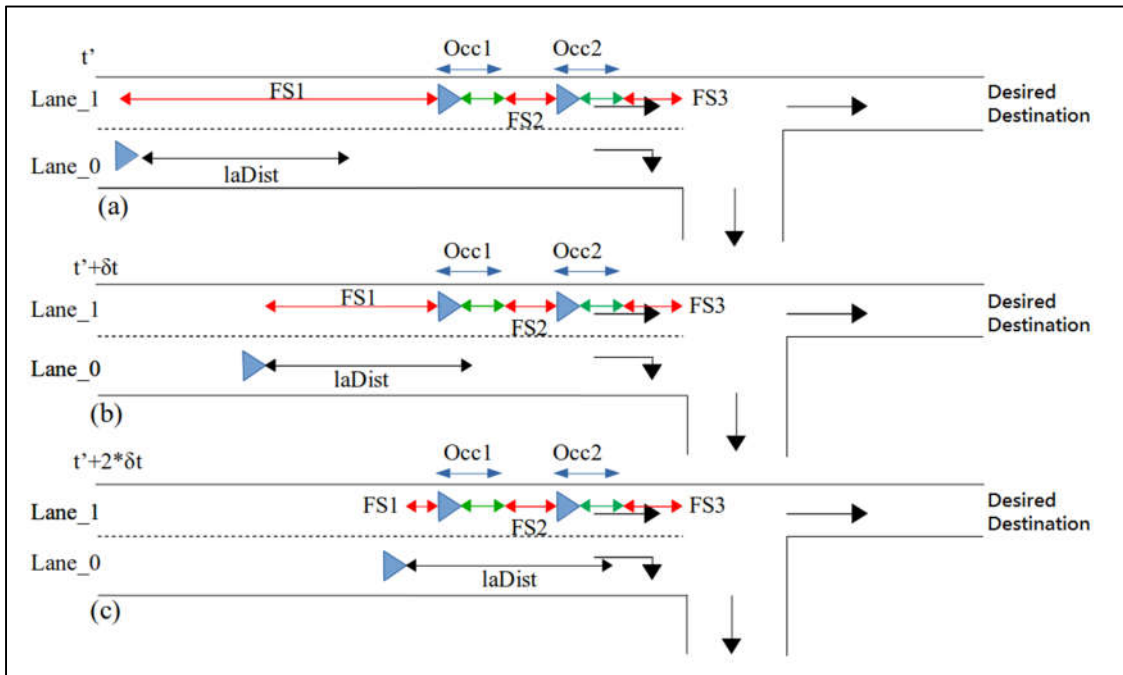 t'
Occ1
Occ2
Lane_1
FS1
FS2
FS3
Desired
Destination
Lane_0
laDist
(a)
t'+δt
Occ1
Occ2
Lane_1
FS1
FS2
FS3
Desired
Destination
Lane_0
laDist
(b)
t'+2*δt
Occ1
Occ2
Lane_1
FS1
FS2
FS3
Desired
Destination
Lane_0
laDist
(c)